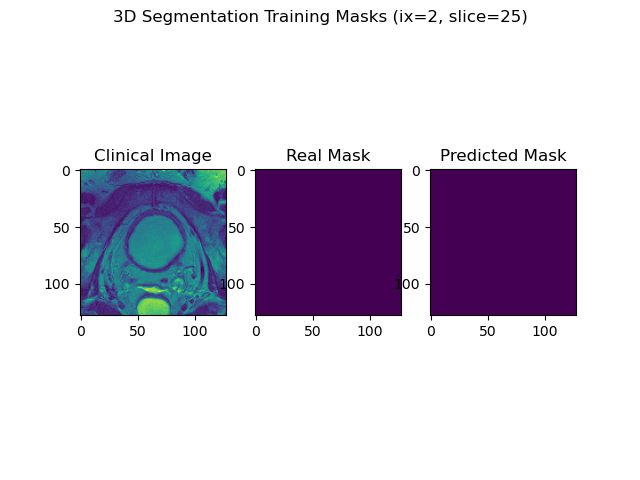 3D Segmentation Training Masks (ix=2, slice=25)
Clinical Image Real Mask Predicted Mask
0 0 0
50 50 50
100 100 100
0 50 100 0 50 100 0 50 100